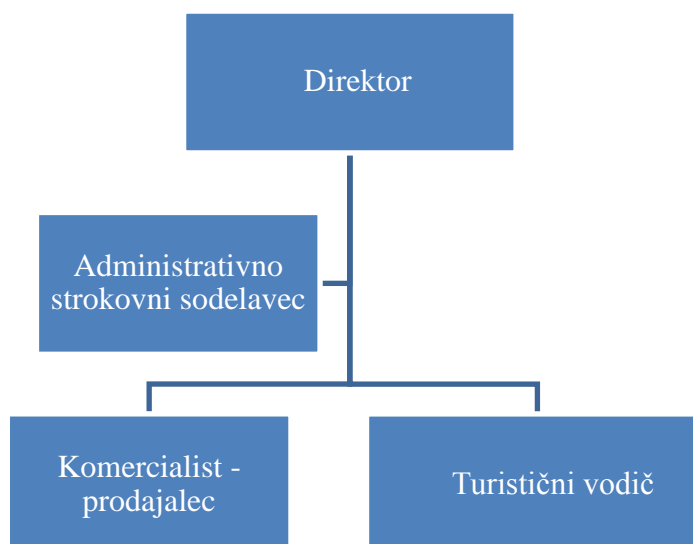 Direktor
Administrativno
strokovni sodelavec
Komercialist -
prodajalec
Turistični vodič